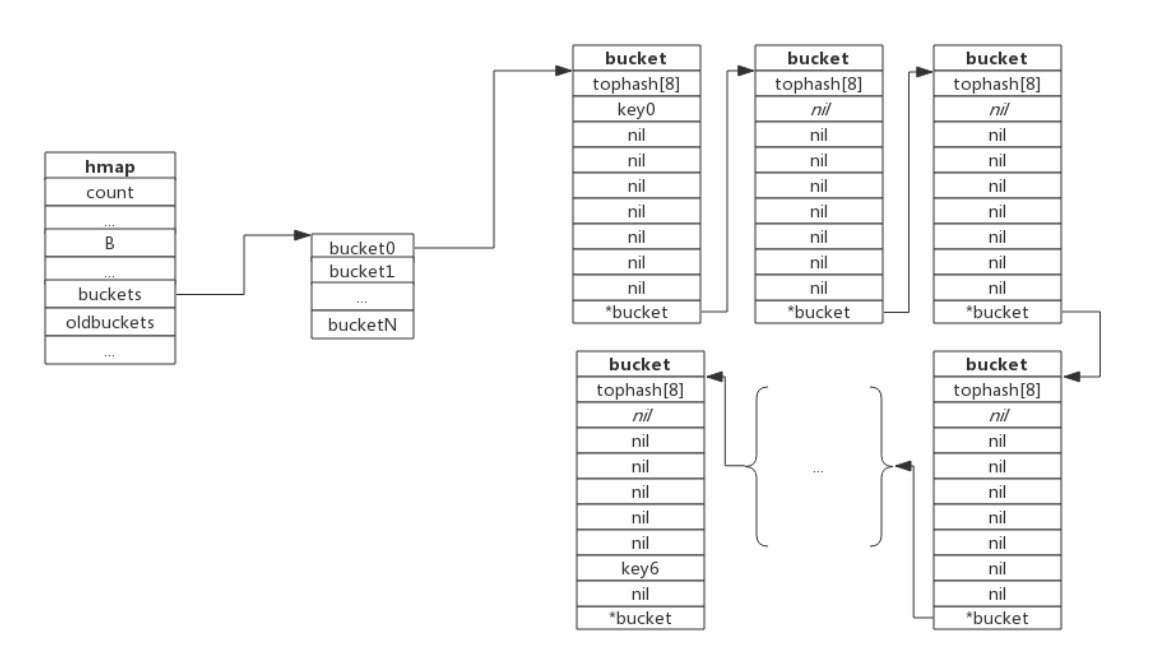 hmap
count
...
B
...
buckets
oldbuckets
...
bucket0
bucket1
...
bucketN
bucket
tophash[8]
key0
nil
nil
nil
nil
nil
nil
nil
*bucket
bucket
tophash[8]
nil
nil
nil
nil
nil
nil
nil
nil
*bucket
bucket
tophash[8]
nil
nil
nil
nil
nil
nil
nil
nil
*bucket
bucket
tophash[8]
nil
nil
nil
nil
nil
nil
key6
nil
*bucket
...
bucket
tophash[8]
nil
nil
nil
nil
nil
nil
nil
nil
*bucket